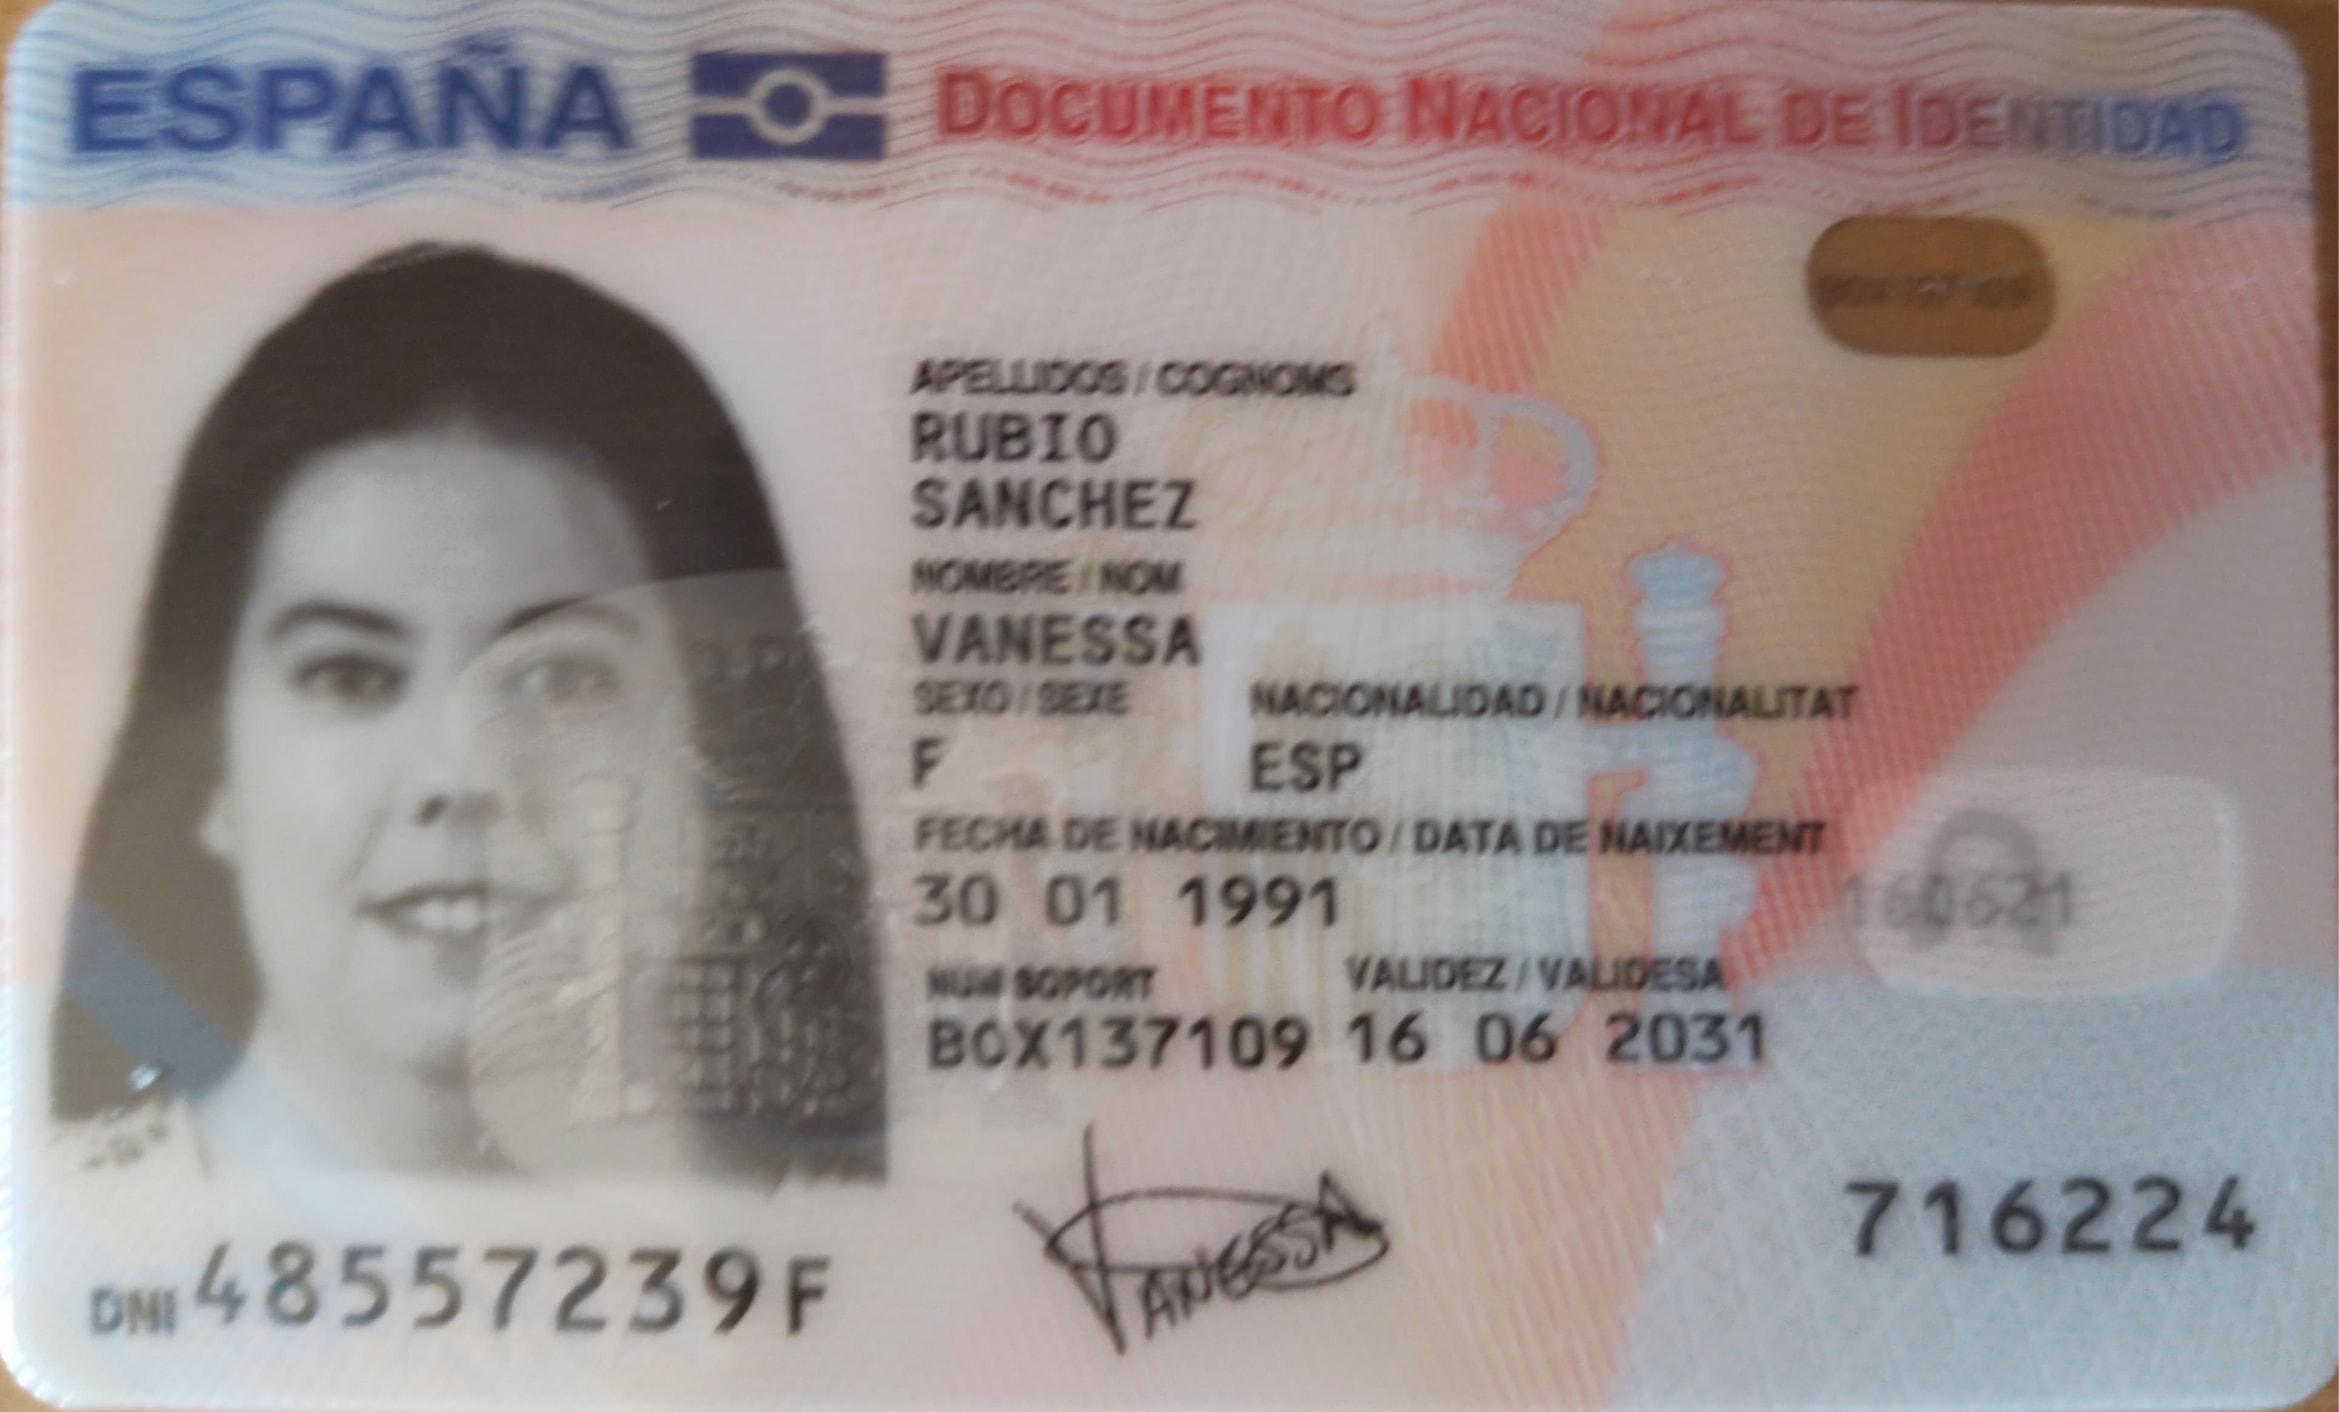 ESPAÑA DOCUMENTO NACIONAL DE IDENTIDAD
APELLIDOS / COGNOMS
RUBIO
SANCHEZ
NOMBRE / NOM
VANESSA
SEXO / SEXE NACIONALIDAD / NACIONALITAT
F ESP
FECHA DE NACIMIENTO / DATA DE NAIXEMENT
30 01 1991
160621
NUM SOPORT VALIDEZ / VALIDESA
BOX137109 16 06 2031
VANESSA
716224
DNI 48557239F